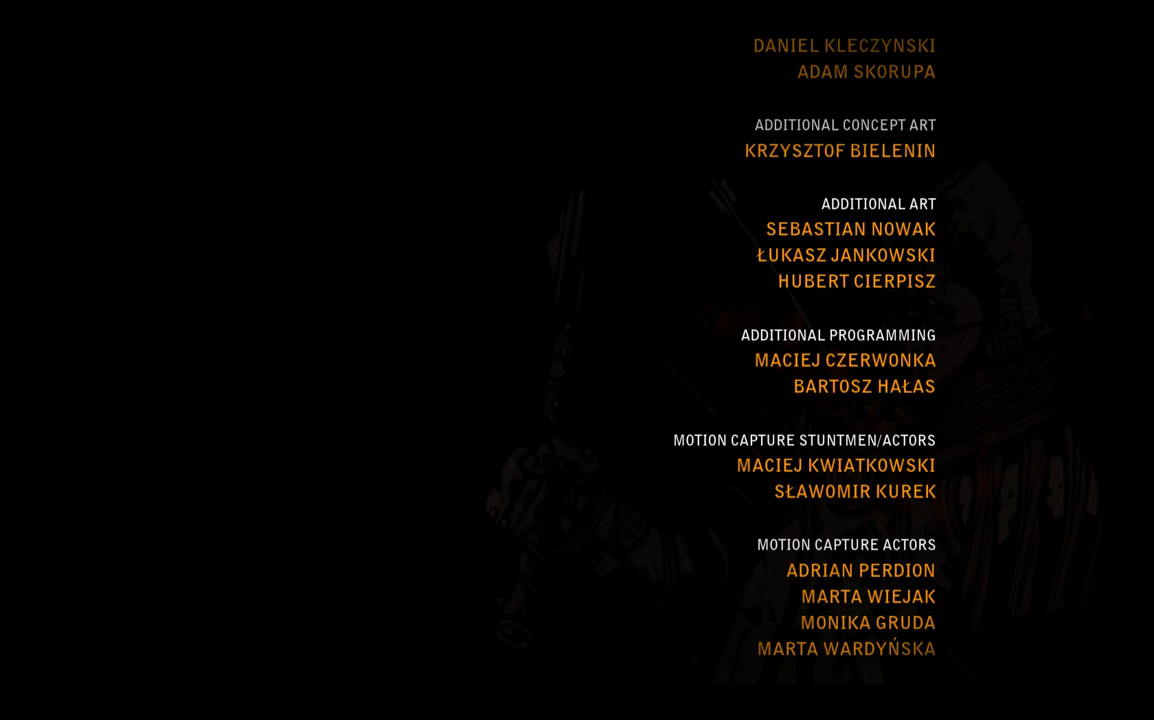 DANIEL KLECZYNSKI
ADAM SKORUPA
ADDITIONAL CONCEPT ART
KRZYSZTOF BIELENIN
ADDITIONAL ART
SEBASTIAN NOWAK
ŁUKASZ JANKOWSKI
HUBERT CIERPISZ
ADDITIONAL PROGRAMMING
MACIEJ CZERWONKA
BARTOSZ HAŁAS
MOTION CAPTURE STUNTMEN/ACTORS
MACIEJ KWIATKOWSKI
SŁAWOMIR KUREK
MOTION CAPTURE ACTORS
ADRIAN PERDION
MARTA WIEJAK
MONIKA GRUDA
MARTA WARDYŃSKA